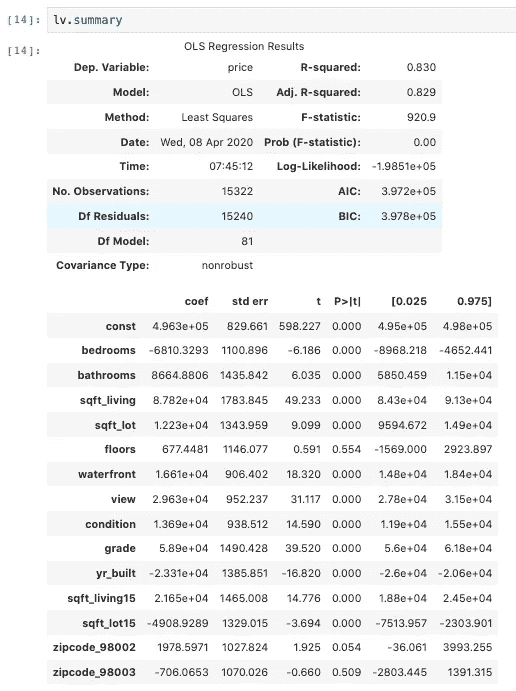 [14]: lv.summary
[14]: OLS Regression Results
Dep. Variable: price R-squared: 0.830
Model: OLS Adj. R-squared: 0.829
Method: Least Squares F-statistic: 920.9
Date: Wed, 08 Apr 2020 Prob (F-statistic): 0.00
Time: 07:45:12 Log-Likelihood: -1.9851e+05
No. Observations: 15322 AIC: 3.972e+05
Df Residuals: 15240 BIC: 3.978e+05
Df Model: 81
Covariance Type: nonrobust
coef std err t P>|t| [0.025 0.975]
const 4.963e+05 829.661 598.227 0.000 4.95e+05 4.98e+05
bedrooms -6810.3293 1100.896 -6.186 0.000 -8968.218 -4652.441
bathrooms 8664.8806 1435.842 6.035 0.000 5850.459 1.15e+04
sqft_living 8.782e+04 1783.845 49.233 0.000 8.43e+04 9.13e+04
sqft_lot 1.223e+04 1343.959 9.099 0.000 9594.672 1.49e+04
floors 677.4481 1146.077 0.591 0.554 -1569.000 2923.897
waterfront 1.661e+04 906.402 18.320 0.000 1.48e+04 1.84e+04
view 2.963e+04 952.237 31.117 0.000 2.78e+04 3.15e+04
condition 1.369e+04 938.512 14.590 0.000 1.19e+04 1.55e+04
grade 5.89e+04 1490.428 39.520 0.000 5.6e+04 6.18e+04
yr_built -2.331e+04 1385.851 -16.820 0.000 -2.6e+04 -2.06e+04
sqft_living15 2.165e+04 1465.008 14.776 0.000 1.88e+04 2.45e+04
sqft_lot15 -4908.9289 1329.015 -3.694 0.000 -7513.957 -2303.901
zipcode_98002 1978.5971 1027.824 1.925 0.054 -36.061 3993.255
zipcode_98003 -706.0653 1070.026 -0.660 0.509 -2803.445 1391.315